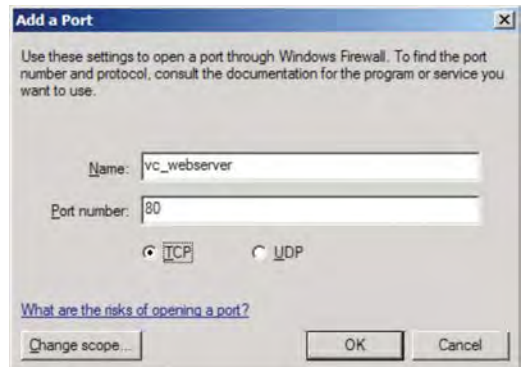 Add a Port
Use these settings to open a port through Windows Firewall. To find the port
number and protocol, consult the documentation for the program or service you
want to use.
Name: vc_webserver
Port number: 80
TCP UDP
What are the risks of opening a port?
Change scope... OK Cancel